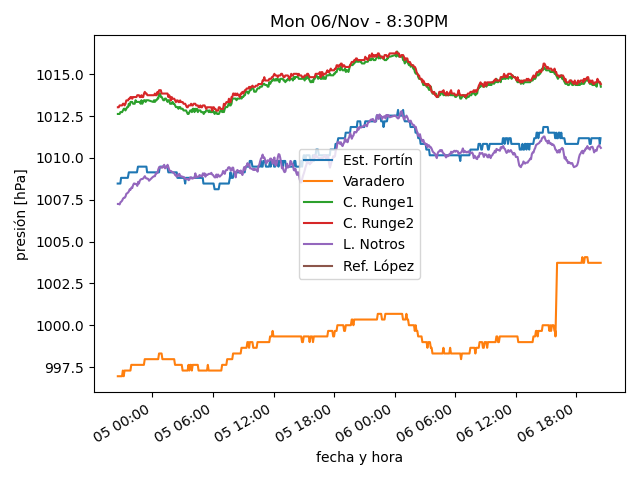 Mon 06/Nov - 8:30PM
presión [hPa]
1015.0
1012.5
1010.0
1007.5
1005.0
1002.5
1000.0
997.5
Est. Fortín
Varadero
C. Runge1
C. Runge2
L. Notros
Ref. López
05 00:00
05 06:00
05 12:00
05 18:00
06 00:00
06 06:00
06 12:00
06 18:00
fecha y hora